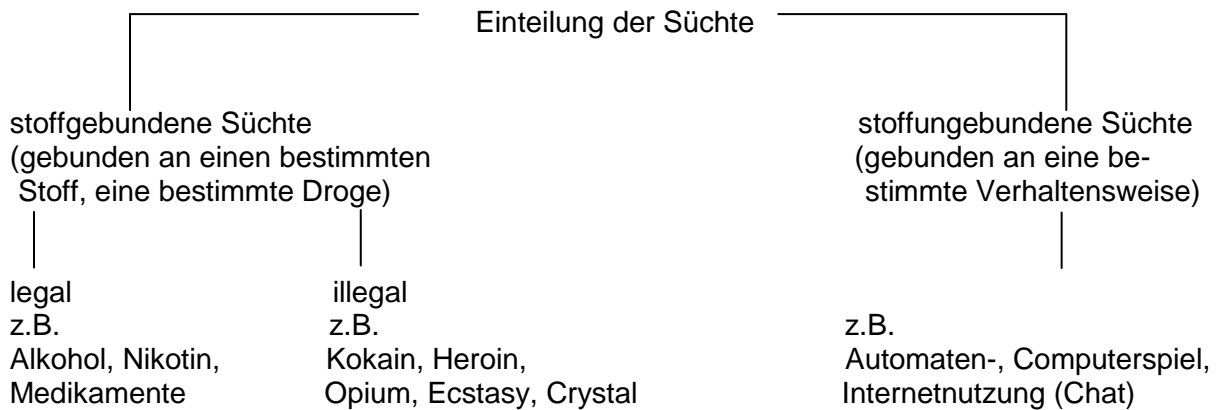 Einteilung der Süchte
stoffgebundene Süchte
(gebunden an einen bestimmten
Stoff, eine bestimmte Droge)
stoffungebundene Süchte
(gebunden an eine be-
stimmte Verhaltensweise)
legal
z.B.
Alkohol, Nikotin,
Medikamente
illegal
z.B.
Kokain, Heroin,
Opium, Ecstasy, Crystal
z.B.
Automaten-, Computerspiel,
Internetnutzung (Chat)